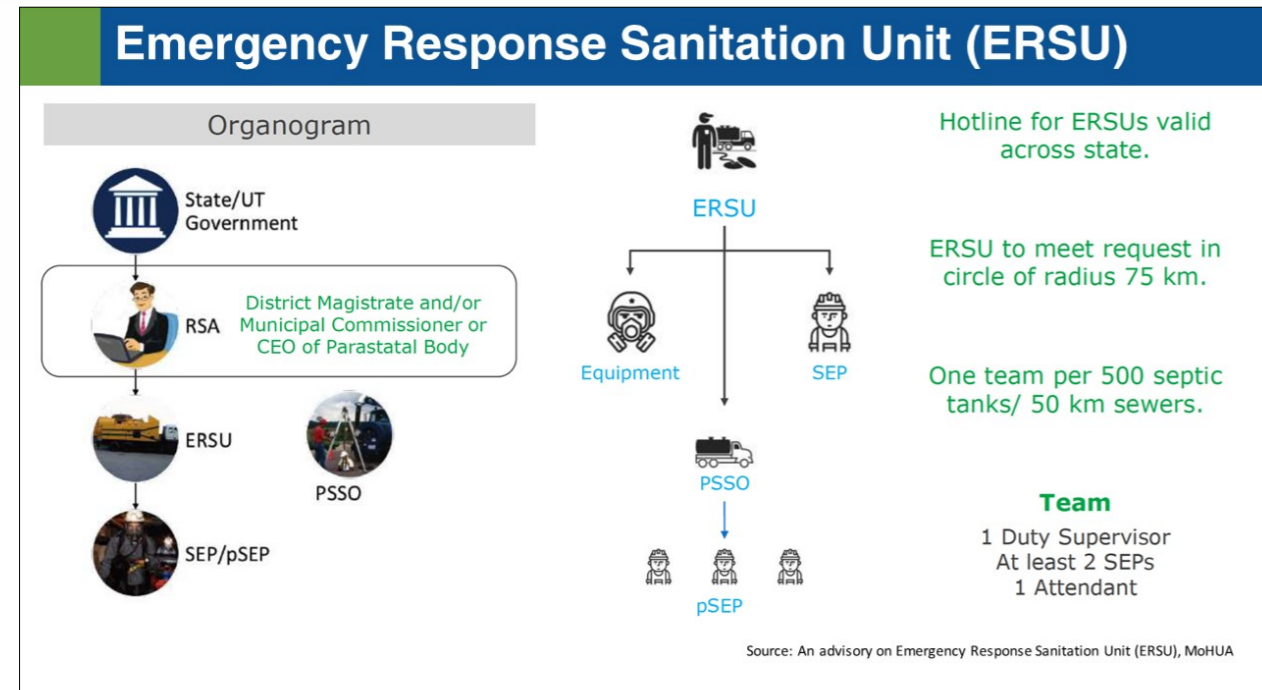 Emergency Response Sanitation Unit (ERSU)
Organogram
State/UT
Government
RSA
District Magistrate and/or
Municipal Commissioner or
CEO of Parastatal Body
ERSU
PSSO
SEP/pSEP
ERSU
Equipment
SEP
PSSO
pSEP
Hotline for ERSUs valid
across state.
ERSU to meet request in
circle of radius 75 km.
One team per 500 septic
tanks/ 50 km sewers.
Team
1 Duty Supervisor
At least 2 SEPs
1 Attendant
Source: An advisory on Emergency Response Sanitation Unit (ERSU), MoHUA